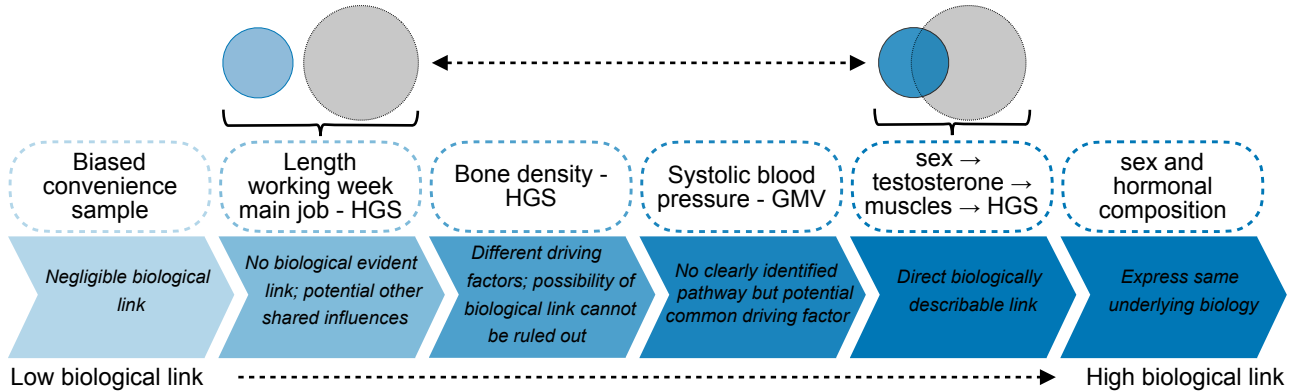 Biased
convenience
sample
Length
working week
main job - HGS
Bone density -
HGS
Systolic blood
pressure - GMV
sex →
testosterone →
muscles → HGS
sex and
hormonal
composition
Negligible biological
link
No biological evident
link; potential other
shared influences
Different driving
factors; possibility of
biological link cannot
be ruled out
No clearly identified
pathway but potential
common driving factor
Direct biologically
describable link
Express same
underlying biology
Low biological link
High biological link